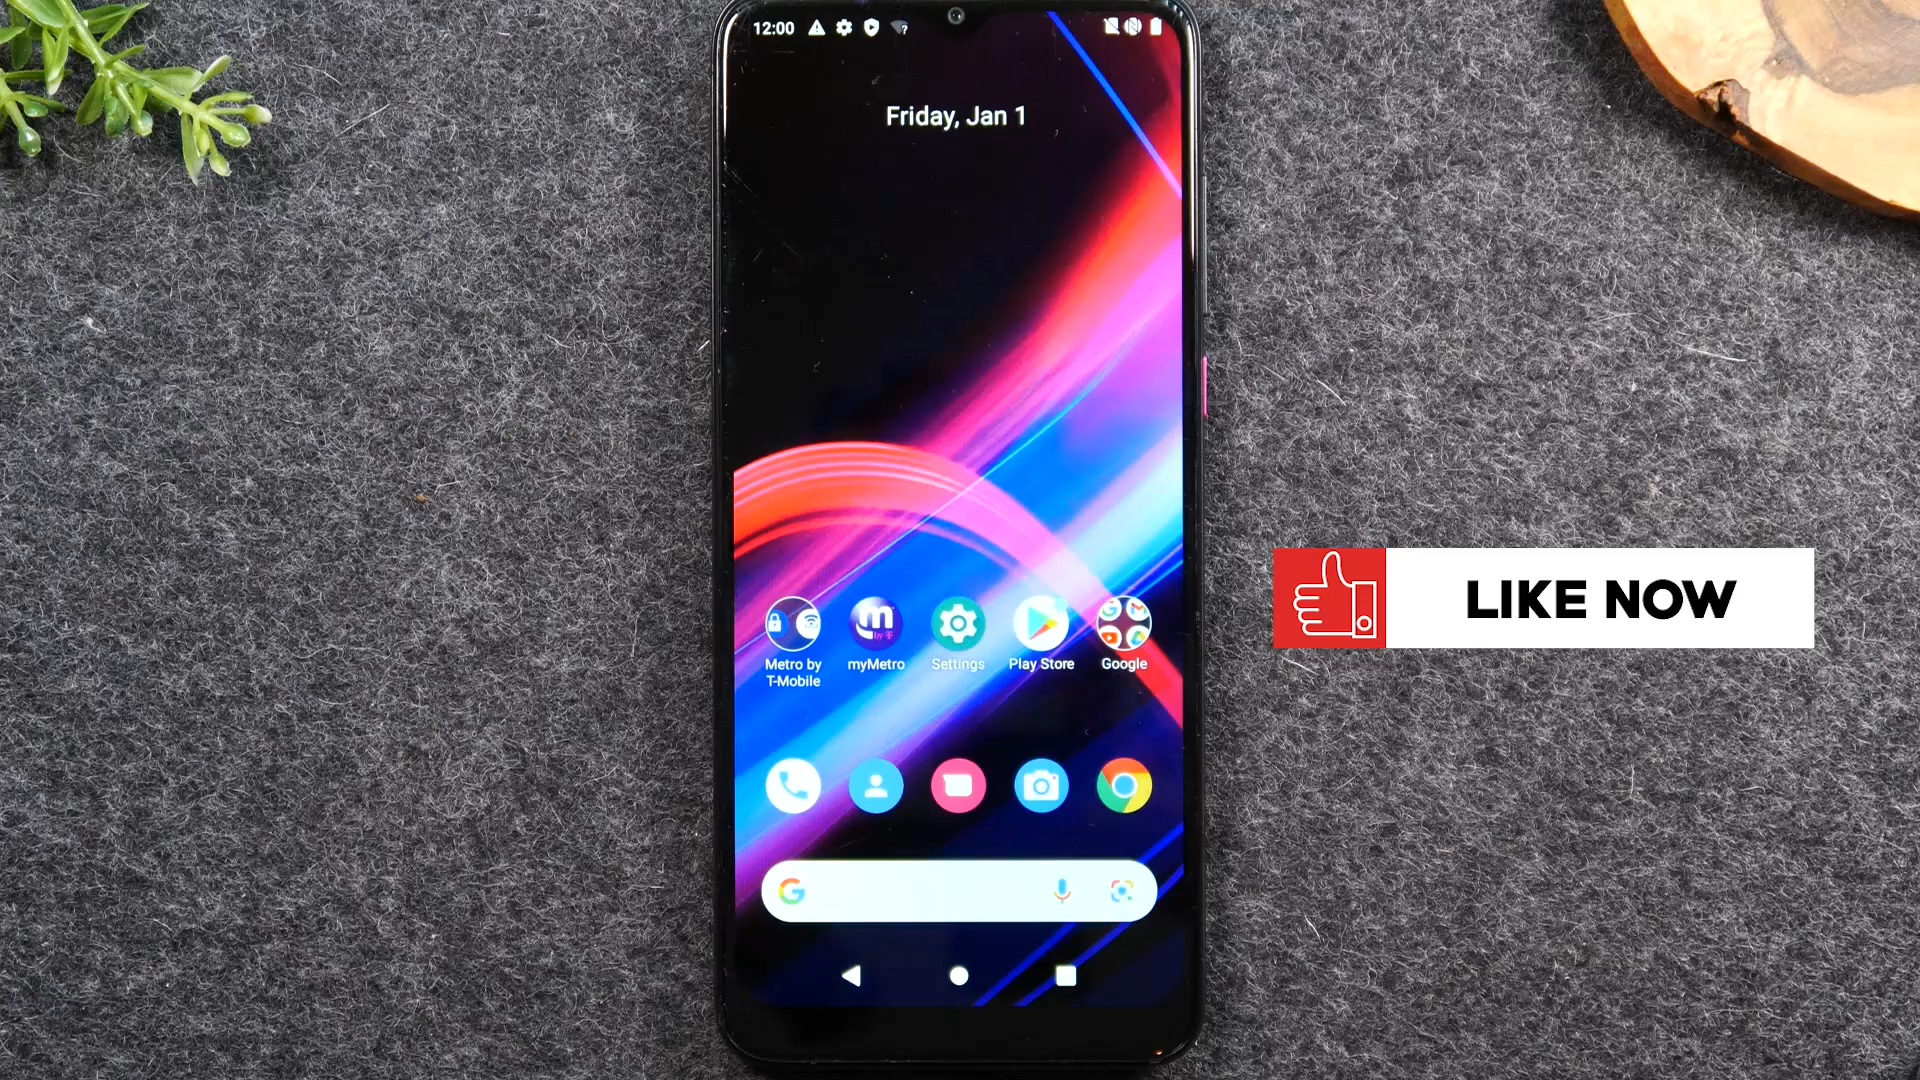 12:00
Friday, Jan 1
Metro by
T-Mobile
myMetro
Settings
Play Store
Google
LIKE NOW